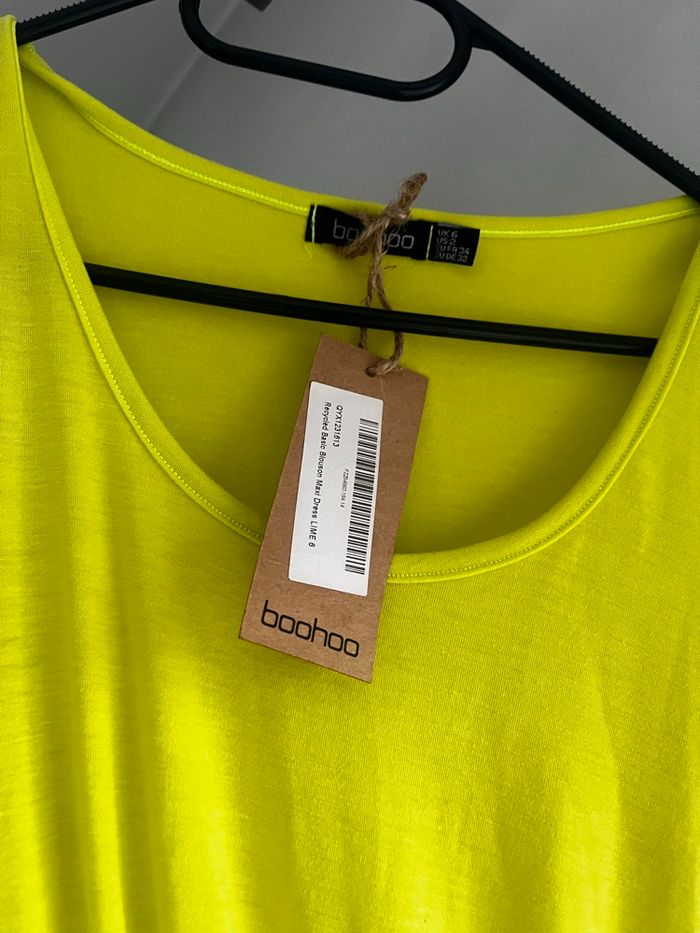 boohoo
UK 6
US 2
EU FR 34
EU DE 32
QYX1231613
Recycled Basic Blouson Maxi Dress LIME 6
boohoo